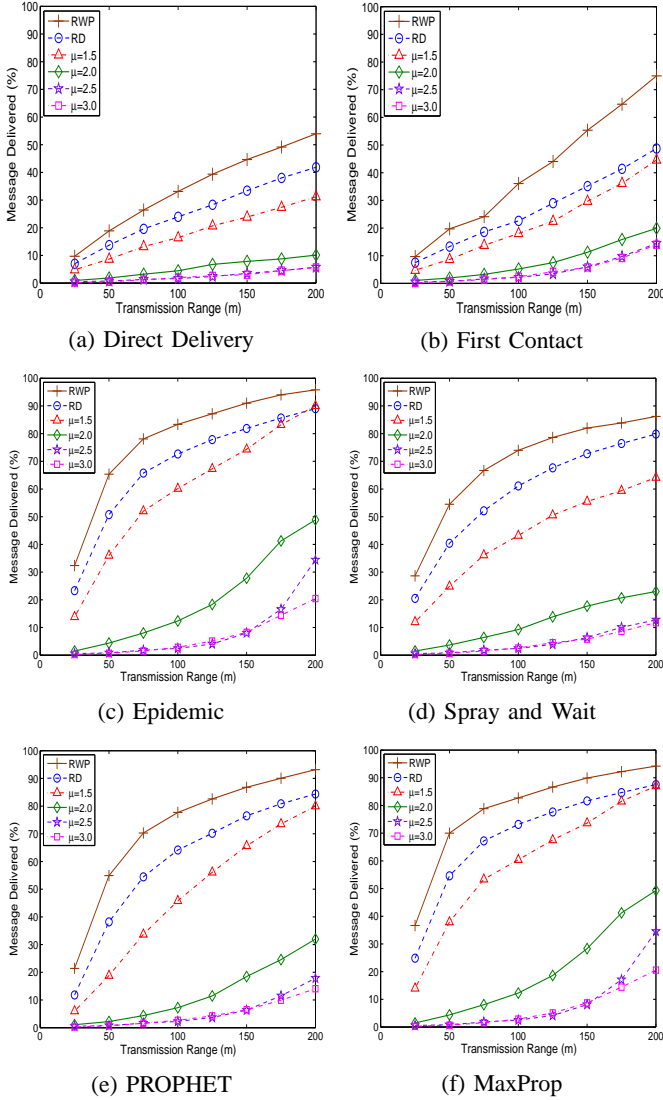 100
90
80
70
60
50
40
30
20
10
0
Message Delivered (%)
RWP
RD
μ=1.5
μ=2.0
μ=2.5
μ=3.0
0 50 100 150 200
Transmission Range (m)
(a) Direct Delivery
100
90
80
70
60
50
40
30
20
10
0
Message Delivered (%)
RWP
RD
μ=1.5
μ=2.0
μ=2.5
μ=3.0
0 50 100 150 200
Transmission Range (m)
(b) First Contact
100
90
80
70
60
50
40
30
20
10
0
Message Delivered (%)
RWP
RD
μ=1.5
μ=2.0
μ=2.5
μ=3.0
0 50 100 150 200
Transmission Range (m)
(c) Epidemic
100
90
80
70
60
50
40
30
20
10
0
Message Delivered (%)
RWP
RD
μ=1.5
μ=2.0
μ=2.5
μ=3.0
0 50 100 150 200
Transmission Range (m)
(d) Spray and Wait
100
90
80
70
60
50
40
30
20
10
0
Message Delivered (%)
RWP
RD
μ=1.5
μ=2.0
μ=2.5
μ=3.0
0 50 100 150 200
Transmission Range (m)
(e) PROPHET
100
90
80
70
60
50
40
30
20
10
0
Message Delivered (%)
RWP
RD
μ=1.5
μ=2.0
μ=2.5
μ=3.0
0 50 100 150 200
Transmission Range (m)
(f) MaxProp